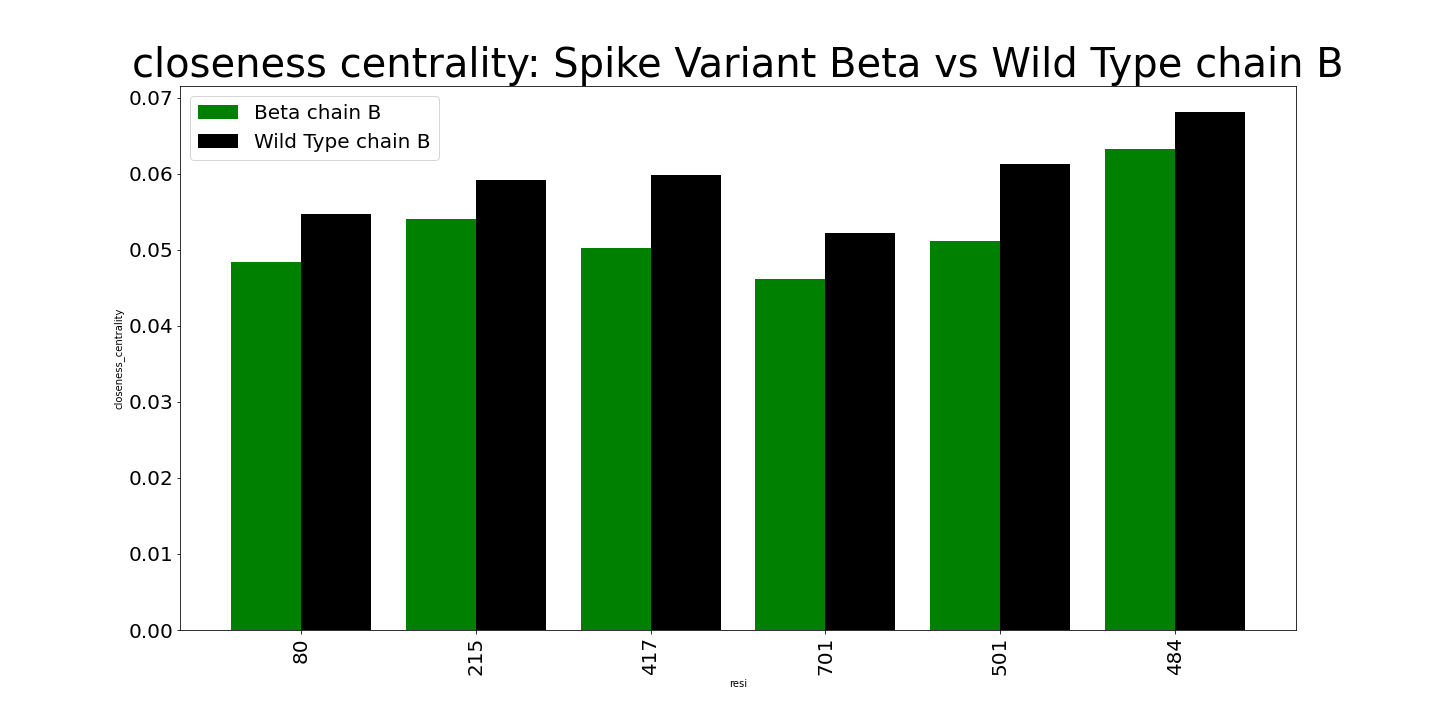 closeness centrality: Spike Variant Beta vs Wild Type chain B
Beta chain B
Wild Type chain B
0.07
0.06
0.05
0.04
0.03
0.02
0.01
0.00
closeness_centrality
80
215
417
701
501
484
resi